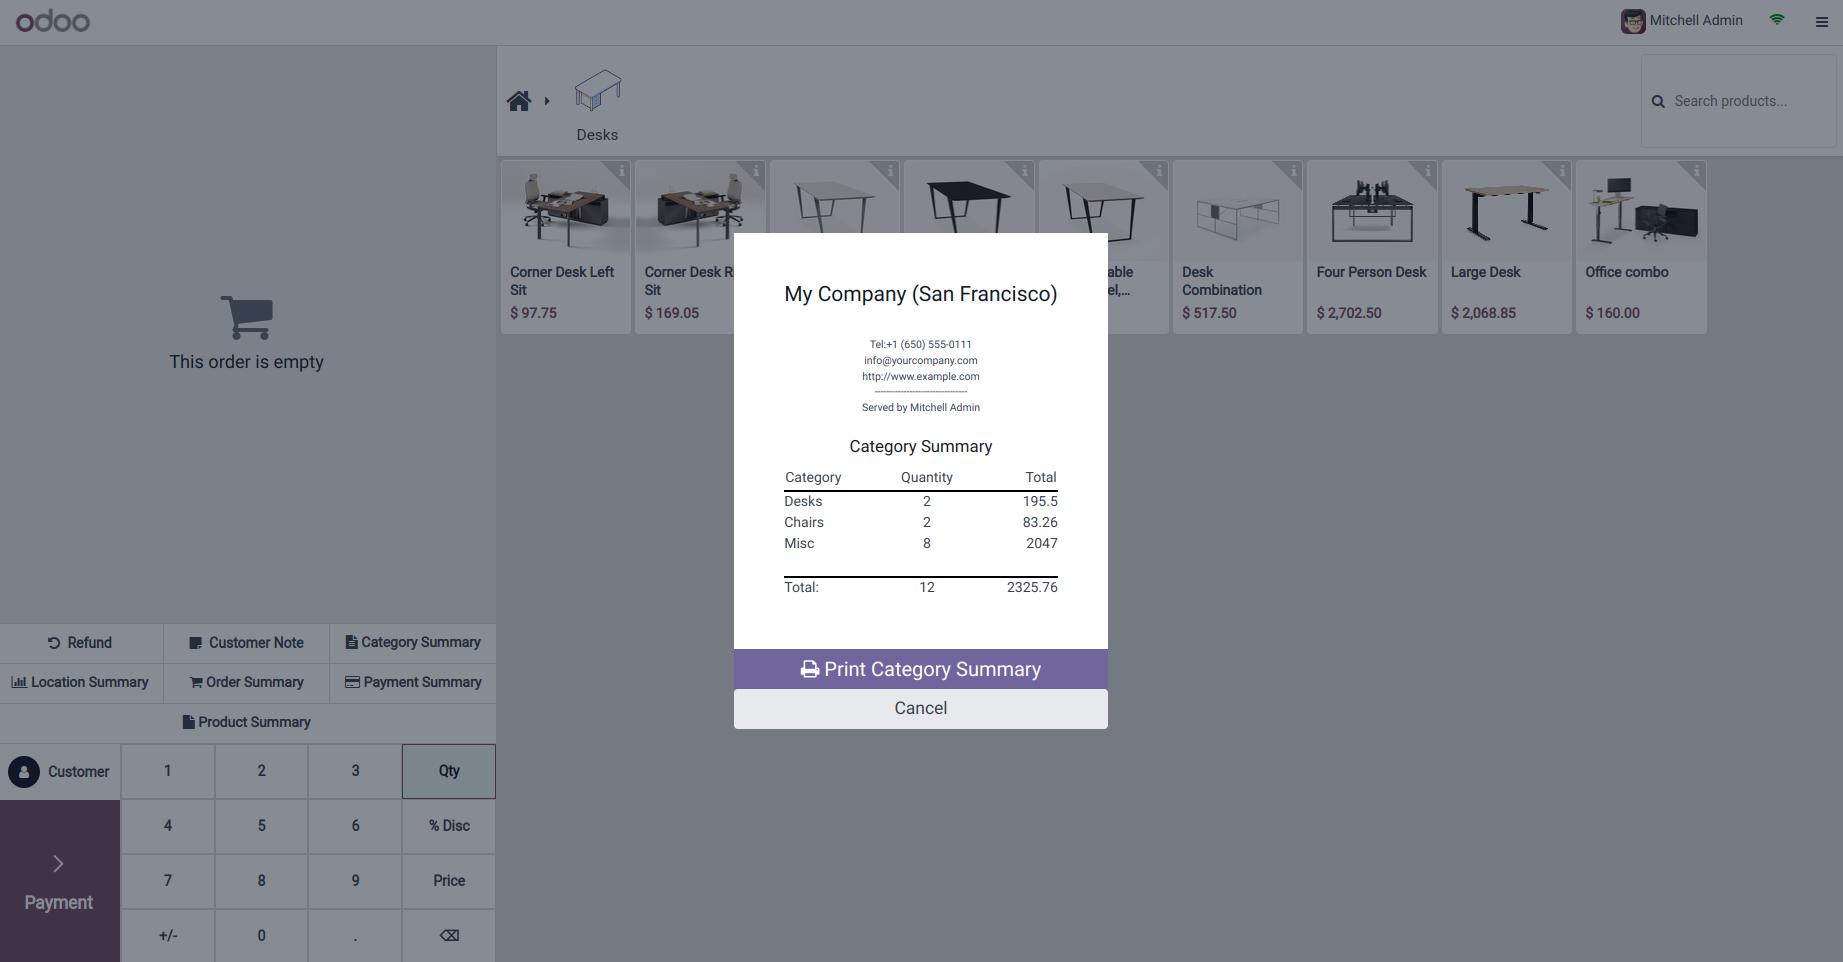 odoo
Mitchell Admin
Desks
Search products...
This order is empty
Corner Desk Left
Sit
$ 97.75
Corner Desk R
Sit
$ 169.05
able
el,...
Desk
Combination
$ 517.50
Four Person Desk
$ 2,702.50
Large Desk
$ 2,068.85
Office combo
$ 160.00
My Company (San Francisco)
Tel:+1 (650) 555-0111
info@yourcompany.com
http://www.example.com
--------------------------------
Served by Mitchell Admin
Category Summary
Category Quantity Total
Desks 2 195.5
Chairs 2 83.26
Misc 8 2047
Total: 12 2325.76
Print Category Summary
Cancel
Refund Customer Note Category Summary
Location Summary Order Summary Payment Summary
Product Summary
Customer 1 2 3 Qty
4 5 6 % Disc
7 8 9 Price
Payment
+/- 0 .